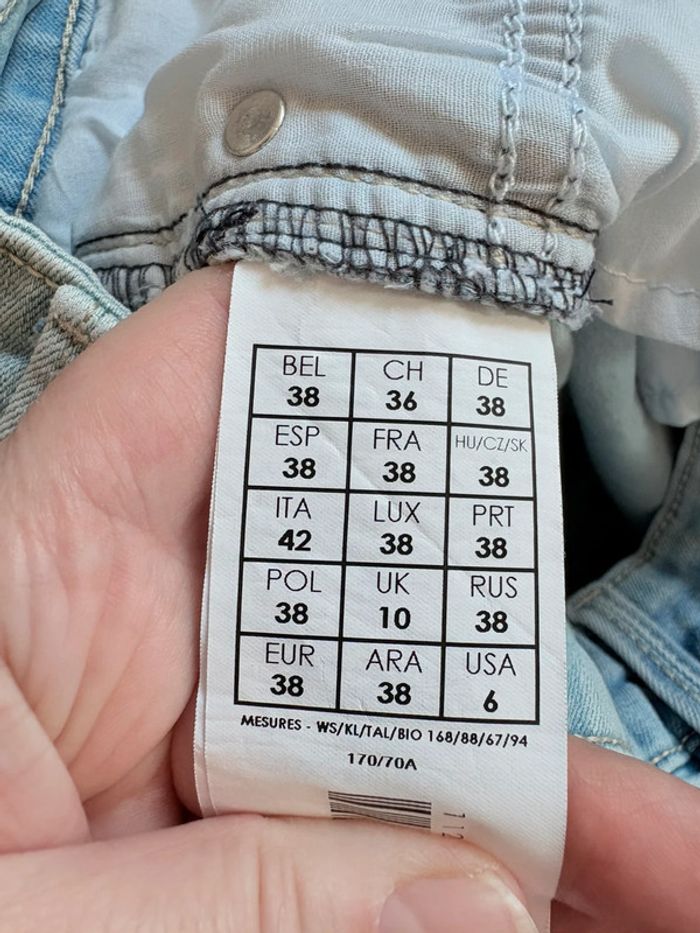 BEL CH DE
38 36 38
ESP FRA HU/CZ/SK
38 38 38
ITA LUX PRT
42 38 38
POL UK RUS
38 10 38
EUR ARA USA
38 38 6
MESURES - WS/KL/TAL/BIO 168/88/67/94
170/70A